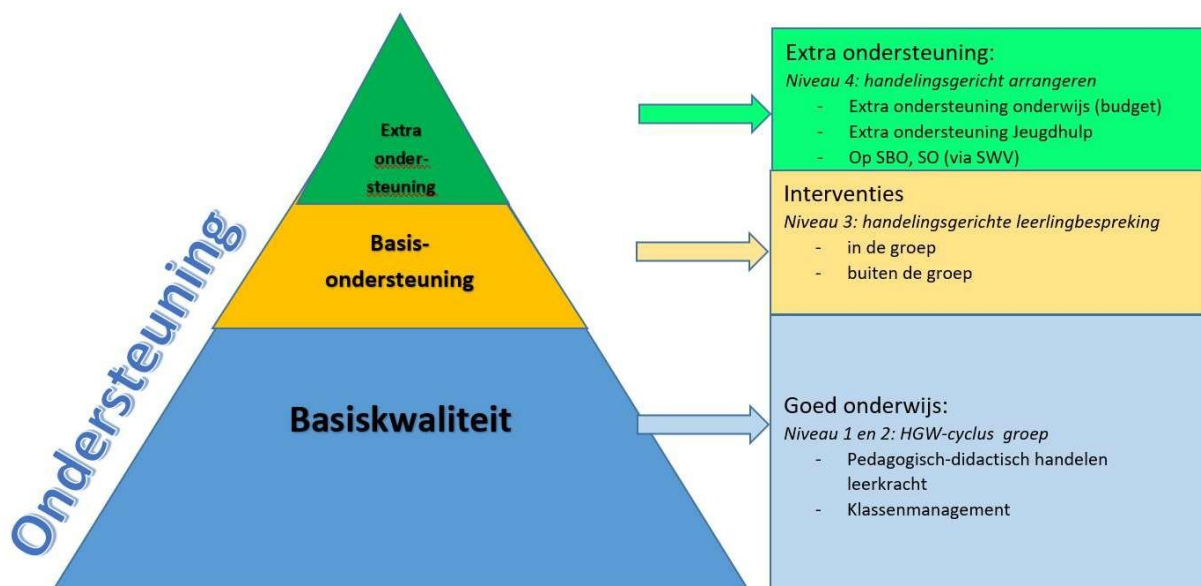 Ondersteuning
Extra
onder-
steuning
Basis-
ondersteuning
Basiskwaliteit
Extra ondersteuning:
Niveau 4: handelingsgericht arrangeren
- Extra ondersteuning onderwijs (budget)
- Extra ondersteuning Jeugdhulp
- Op SBO, SO (via SWV)
Interventies
Niveau 3: handelingsgerichte leerlingbespreking
- in de groep
- buiten de groep
Goed onderwijs:
Niveau 1 en 2: HGW-cyclus groep
- Pedagogisch-didactisch handelen
leerkracht
- Klassenmanagement